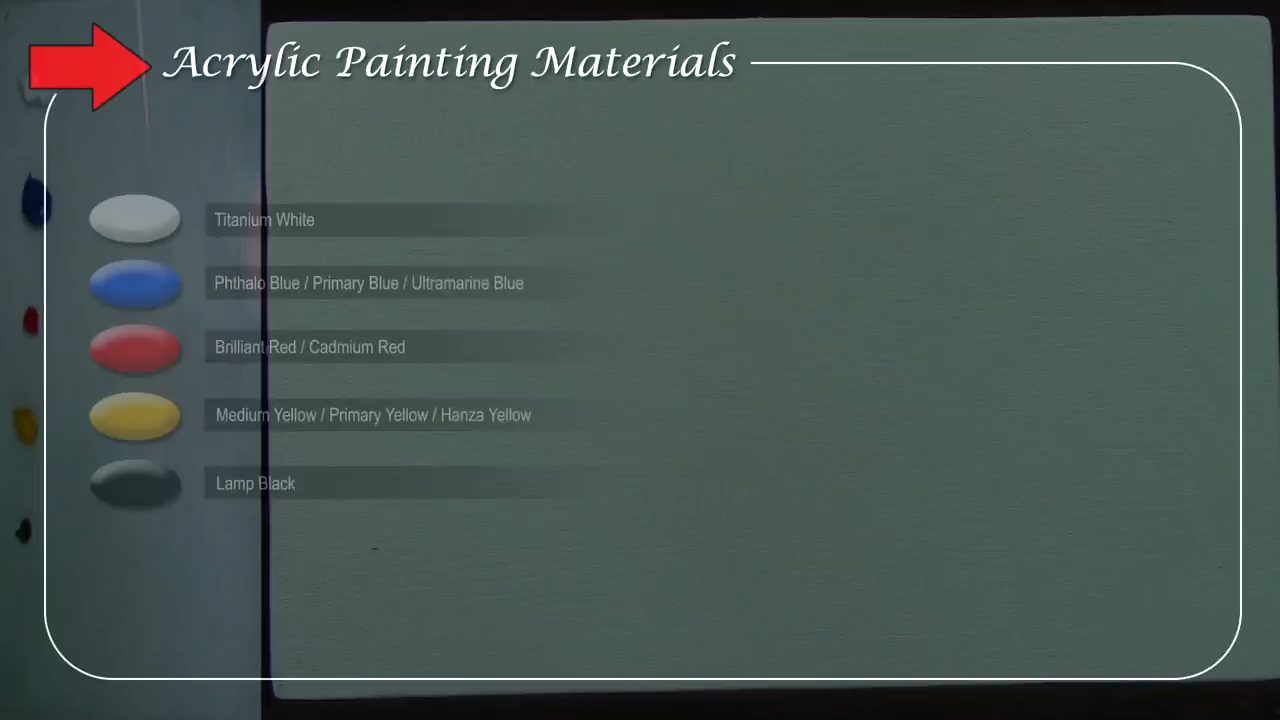 Acrylic Painting Materials
Titanium White
Phthalo Blue / Primary Blue / Ultramarine Blue
Brilliant Red / Cadmium Red
Medium Yellow / Primary Yellow / Hanza Yellow
Lamp Black